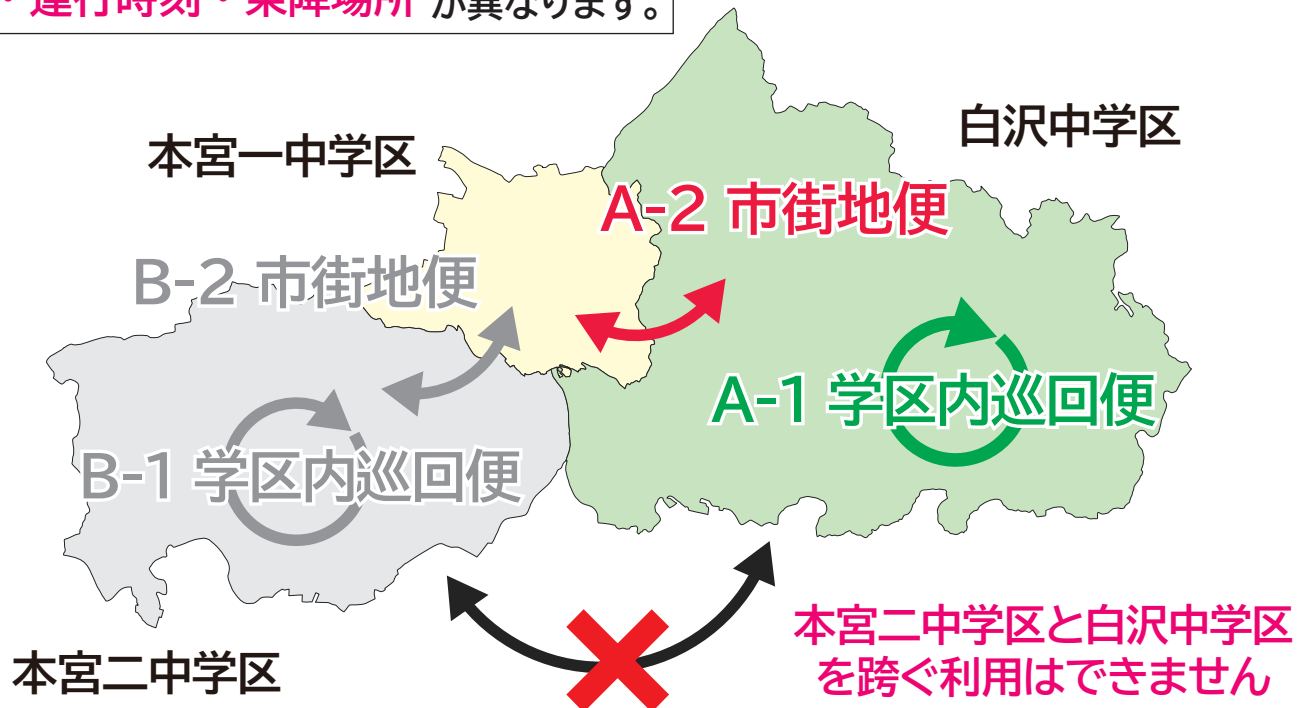 ・運行時刻・乗降場所 が異なります。
白沢中学区
本宮一中学区
A-2 市街地便
B-2 市街地便
A-1 学区内巡回便
B-1 学区内巡回便
本宮二中学区と白沢中学区
を跨ぐ利用はできません
本宮二中学区